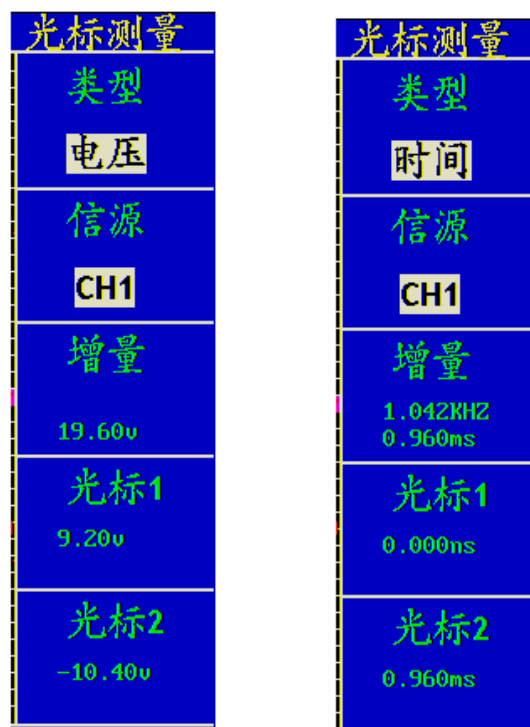 光标测量
类型
电压
信源
CH1
增量
19.60v
光标1
9.20v
光标2
-10.40v
光标测量
类型
时间
信源
CH1
增量
1.042KHZ
0.960ms
光标1
0.000ns
光标2
0.960ms